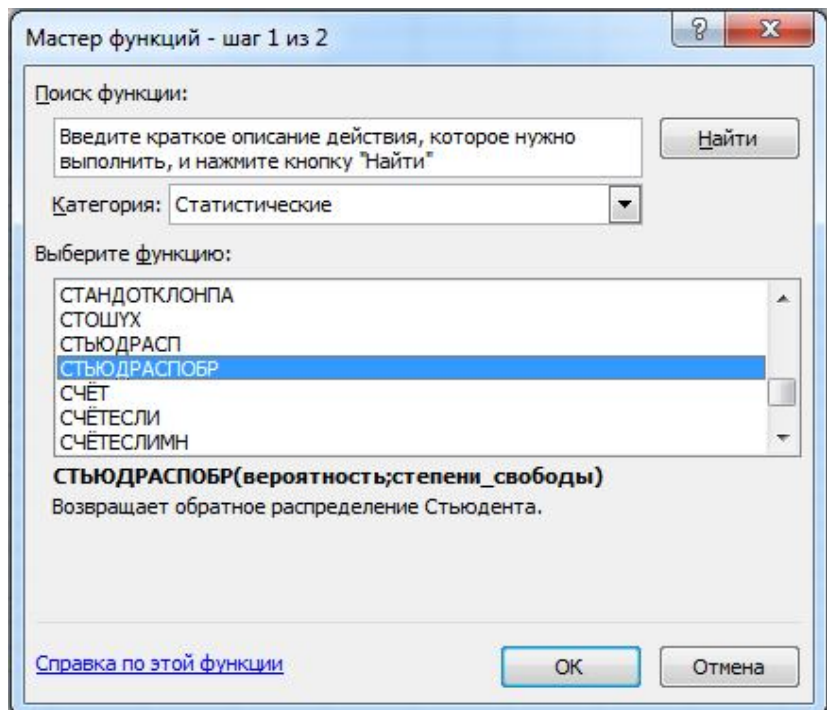 Мастер функций - шаг 1 из 2
Поиск функции:
Введите краткое описание действия, которое нужно
выполнить, и нажмите кнопку "Найти"
Найти
Категория: Статистические
Выберите функцию:
СТАНДОТКЛОНПА
СТОШYX
СТЬЮДРАСП
СТЬЮДРАСПОБР
СЧЁТ
СЧЁТЕСЛИ
СЧЁТЕСЛИМН
СТЬЮДРАСПОБР(вероятность;степени_свободы)
Возвращает обратное распределение Стьюдента.
Справка по этой функции
ОК
Отмена